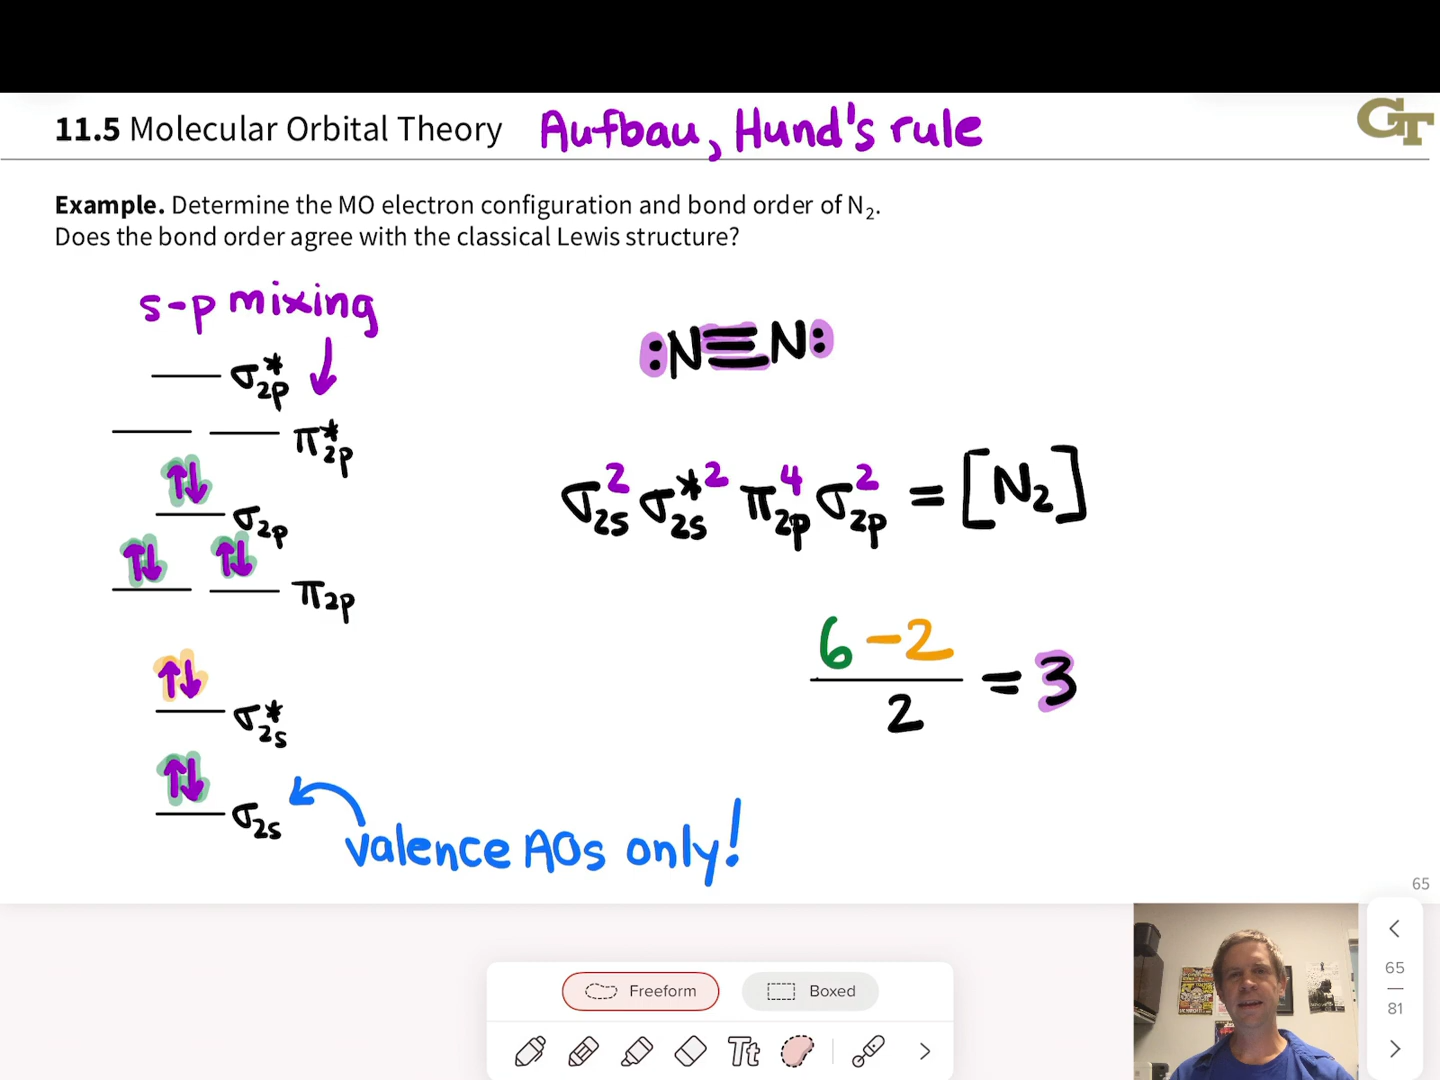 11.5 Molecular Orbital Theory Aufbau, Hund's rule
GT
Example. Determine the MO electron configuration and bond order of N₂.
Does the bond order agree with the classical Lewis structure?
s-p mixing
:N≡N:
σ*2p
π*2p
σ2p
π2p
σ*2s
σ2s
σ2s² σ*2s² π2p⁴ σ2p² = [N₂]
6 - 2
2
= 3
valence AOs only!
65
Freeform
Boxed
Tt
65
81